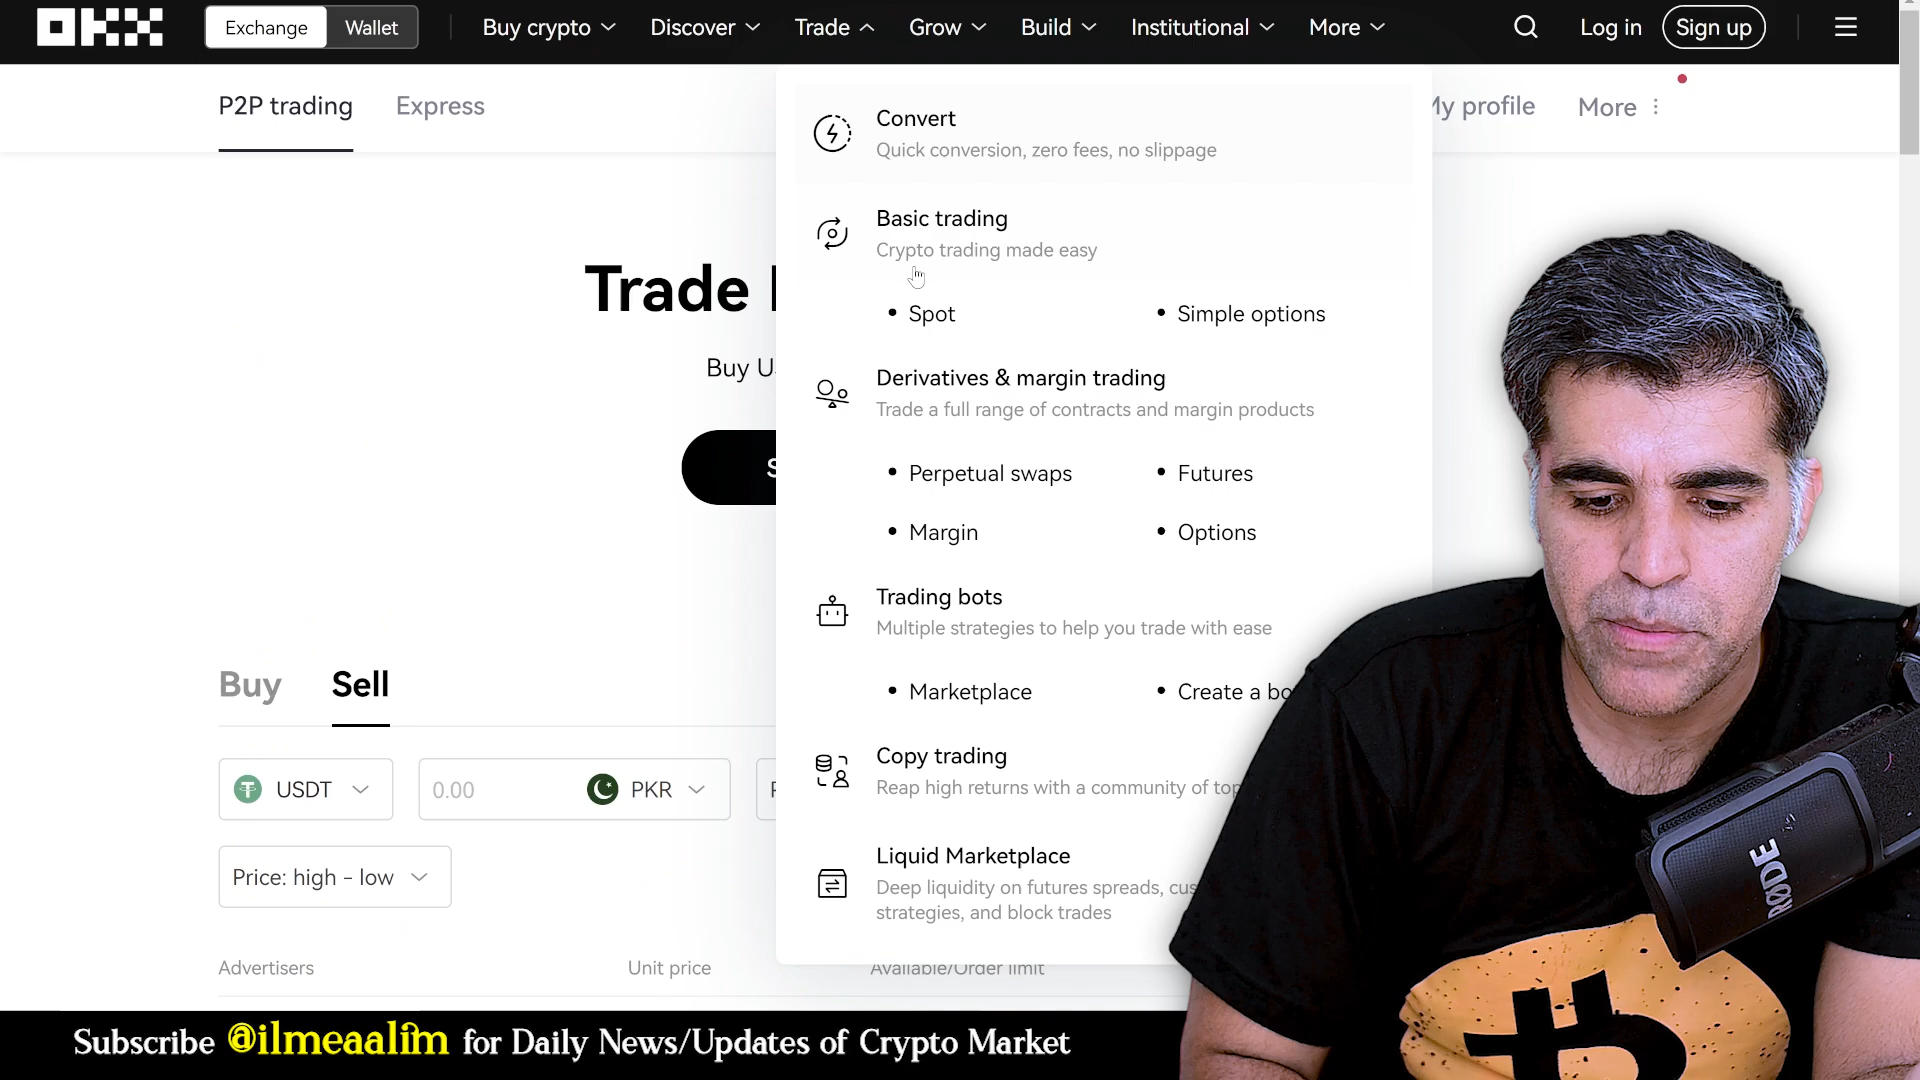 OKX
Exchange
Wallet
Buy crypto
Discover
Trade
Grow
Build
Institutional
More
Log in
Sign up
P2P trading
Express
My profile
More
Convert
Quick conversion, zero fees, no slippage
Basic trading
Crypto trading made easy
Spot
Simple options
Trade
Buy
Derivatives & margin trading
Trade a full range of contracts and margin products
Perpetual swaps
Futures
Margin
Options
Trading bots
Multiple strategies to help you trade with ease
Marketplace
Create a
Copy trading
Reap high returns with a community of
Liquid Marketplace
Deep liquidity on futures spreads,
strategies, and block trades
Buy
Sell
USDT
0.00
PKR
Price: high - low
Advertisers
Unit price
Available/Order limit
RØDE
Subscribe @ilmeaalim for Daily News/Updates of Crypto Market